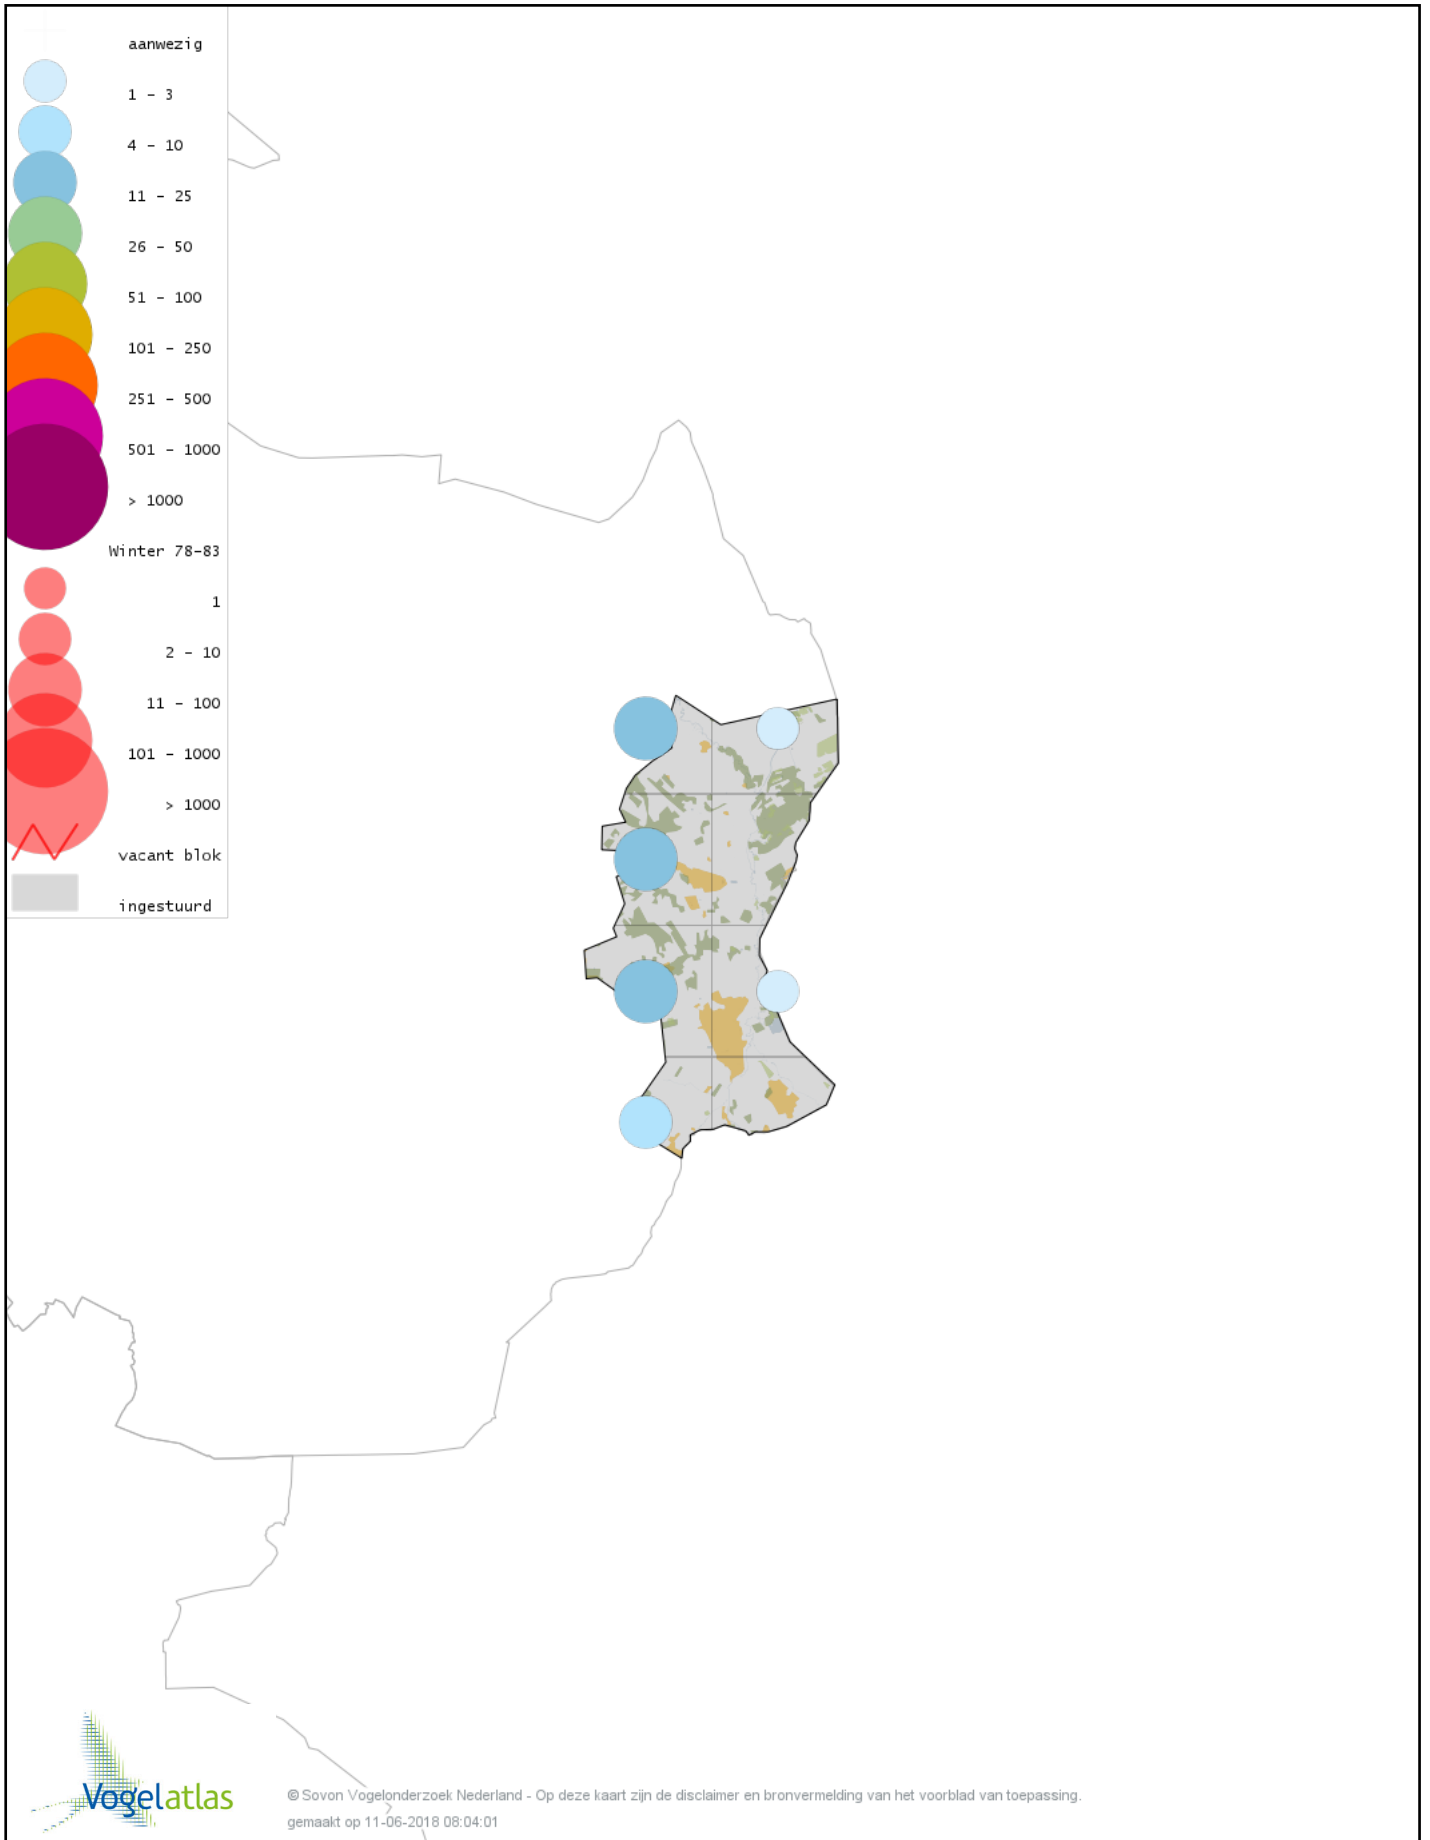 aanwezig
1 - 3
4 - 10
11 - 25
26 - 50
51 - 100
101 - 250
251 - 500
501 - 1000
> 1000
Winter 78-83
1
2 - 10
11 - 100
101 - 1000
> 1000
vacant blok
ingestuurd
Vogelatlas
© Sovon Vogelonderzoek Nederland - Op deze kaart zijn de disclaimer en bronvermelding van het voorblad van toepassing.
gemaakt op 11-06-2018 08:04:01